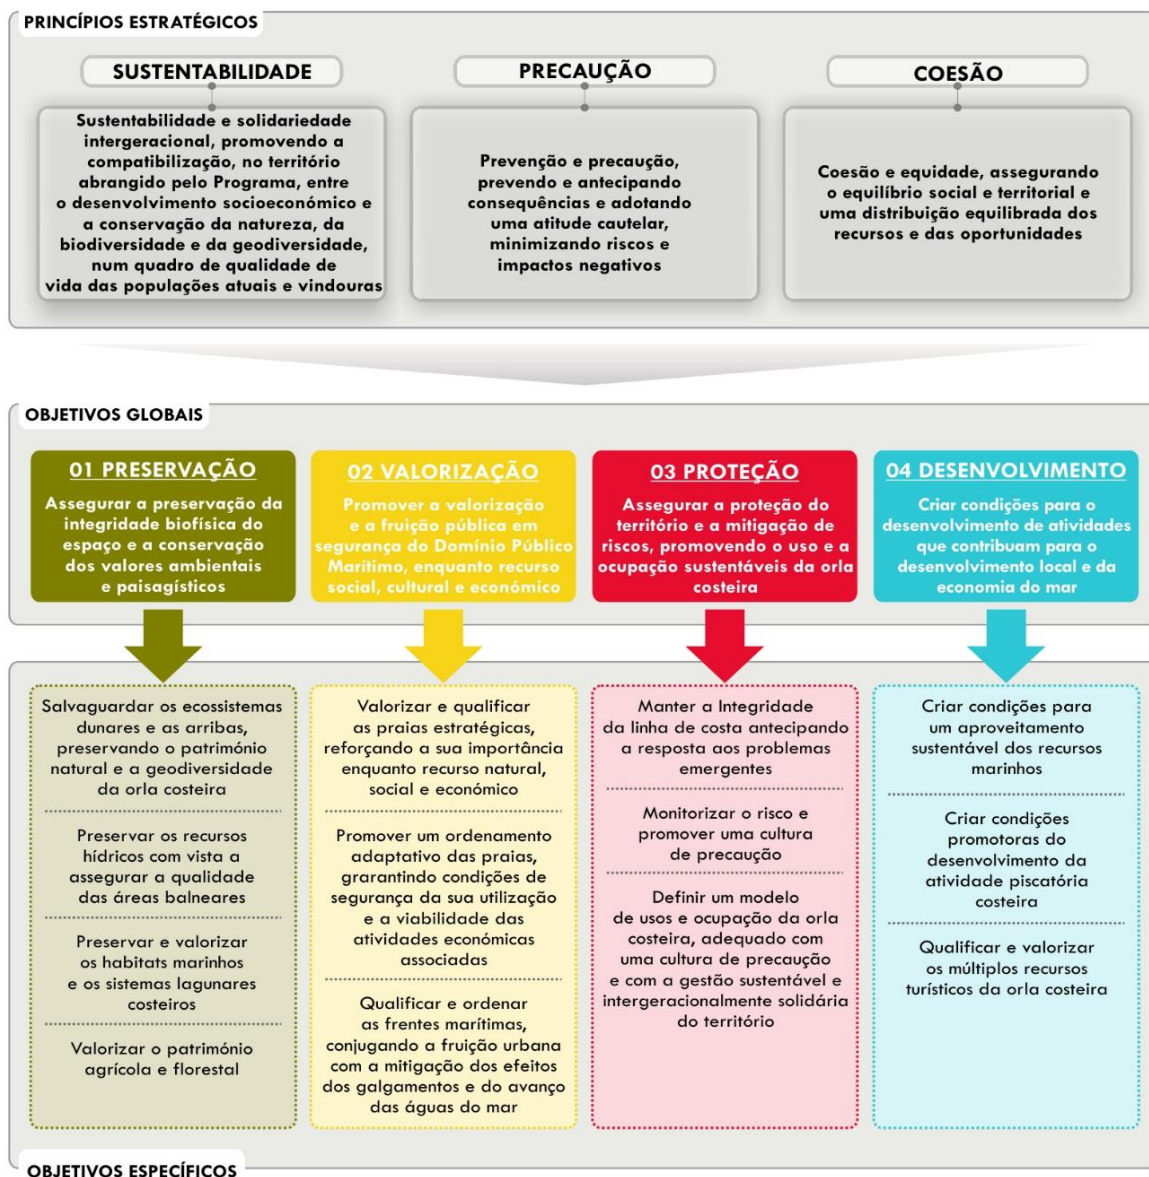 PRINCÍPIOS ESTRATÉGICOS
SUSTENTABILIDADE
Sustentabilidade e solidariedade
intergeracional, promovendo a
compatibilização, no território
abrangido pelo Programa, entre
o desenvolvimento socioeconómico e
a conservação da natureza, da
biodiversidade e da geodiversidade,
num quadro de qualidade de
vida das populações atuais e vindouras
PRECAUÇÃO
Prevenção e precaução,
prevendo e antecipando
consequências e adotando
uma atitude cautelar,
minimizando riscos e
impactos negativos
COESÃO
Coesão e equidade, assegurando
o equilíbrio social e territorial e
uma distribuição equilibrada dos
recursos e das oportunidades
OBJETIVOS GLOBAIS
01 PRESERVAÇÃO
Assegurar a preservação da
integridade biofísica do
espaço e a conservação
dos valores ambientais
e paisagísticos
02 VALORIZAÇÃO
Promover a valorização
e a fruição pública em
segurança do Domínio Público
Marítimo, enquanto recurso
social, cultural e económico
03 PROTEÇÃO
Assegurar a proteção do
território e a mitigação de
riscos, promovendo o uso e a
ocupação sustentáveis da orla
costeira
04 DESENVOLVIMENTO
Criar condições para o
desenvolvimento de atividades
que contribuam para o
desenvolvimento local e da
economia do mar
Salvaguardar os ecossistemas
dunares e as arribas,
preservando o património
natural e a geodiversidade
da orla costeira
Preservar os recursos
hídricos com vista a
assegurar a qualidade
das áreas balneares
Preservar e valorizar
os habitats marinhos
e os sistemas lagunares
costeiros
Valorizar o património
agrícola e florestal
Valorizar e qualificar
as praias estratégicas,
reforçando a sua importância
enquanto recurso natural,
social e económico
Promover um ordenamento
adaptativo das praias,
grarantindo condições de
segurança da sua utilização
e a viabilidade das
atividades económicas
associadas
Qualificar e ordenar
as frentes marítimas,
conjugando a fruição urbana
com a mitigação dos efeitos
dos galgamentos e do avanço
das águas do mar
Manter a Integridade
da linha de costa antecipando
a resposta aos problemas
emergentes
Monitorizar o risco e
promover uma cultura
de precaução
Definir um modelo
de usos e ocupação da orla
costeira, adequado com
uma cultura de precaução
e com a gestão sustentável e
intergeracionalmente solidária
do território
Criar condições para
um aproveitamento
sustentável dos recursos
marinhos
Criar condições
promotoras do
desenvolvimento da
atividade piscatória
costeira
Qualificar e valorizar
os múltiplos recursos
turísticos da orla costeira
OBJETIVOS ESPECÍFICOS